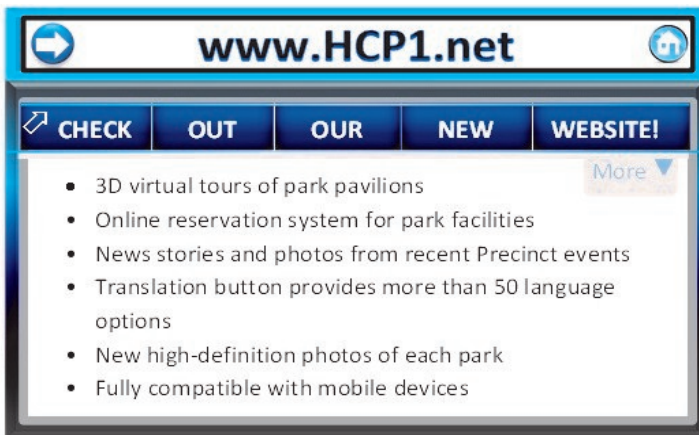 www.HCP1.net
CHECK OUT OUR NEW WEBSITE!
More ▼
• 3D virtual tours of park pavilions
• Online reservation system for park facilities
• News stories and photos from recent Precinct events
• Translation button provides more than 50 language
options
• New high-definition photos of each park
• Fully compatible with mobile devices